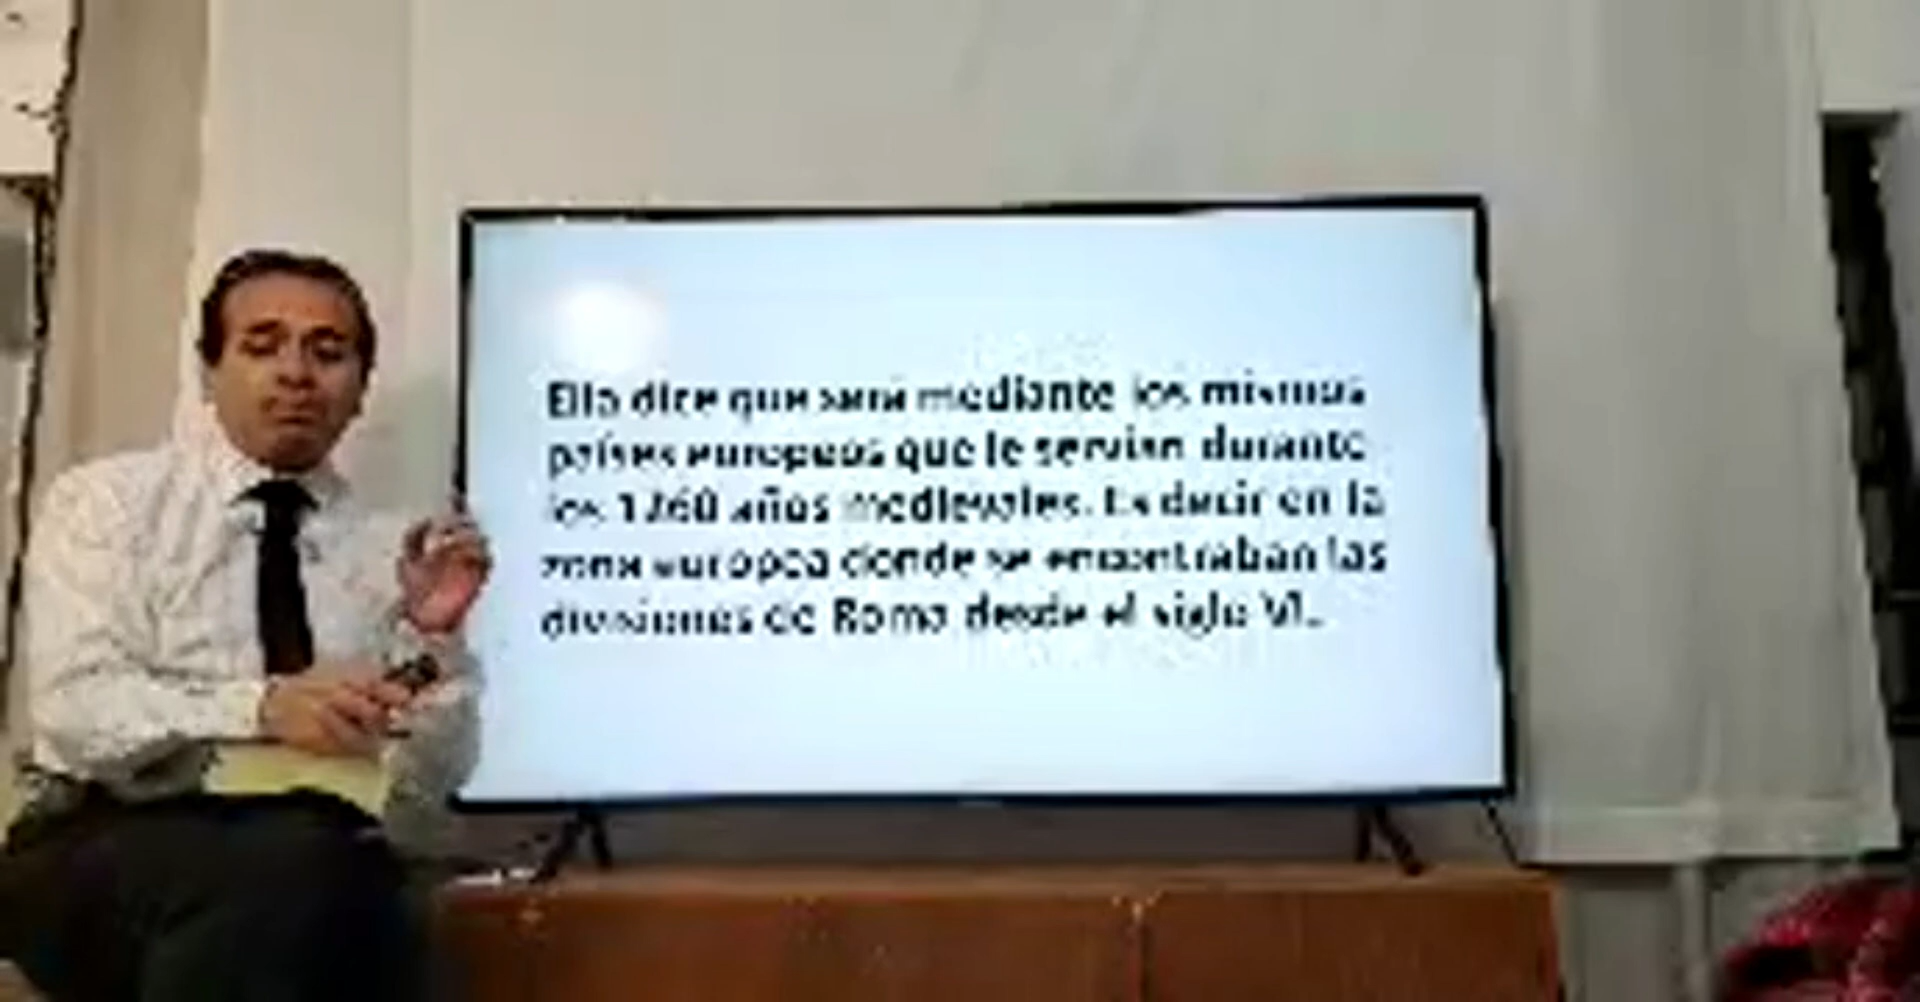 Ella dice que será mediante los mismos
países europeos que le servían durante
los 1260 años medievales. Es decir en la
zona europea donde se encontraban las
divisiones de Roma desde el siglo VI.